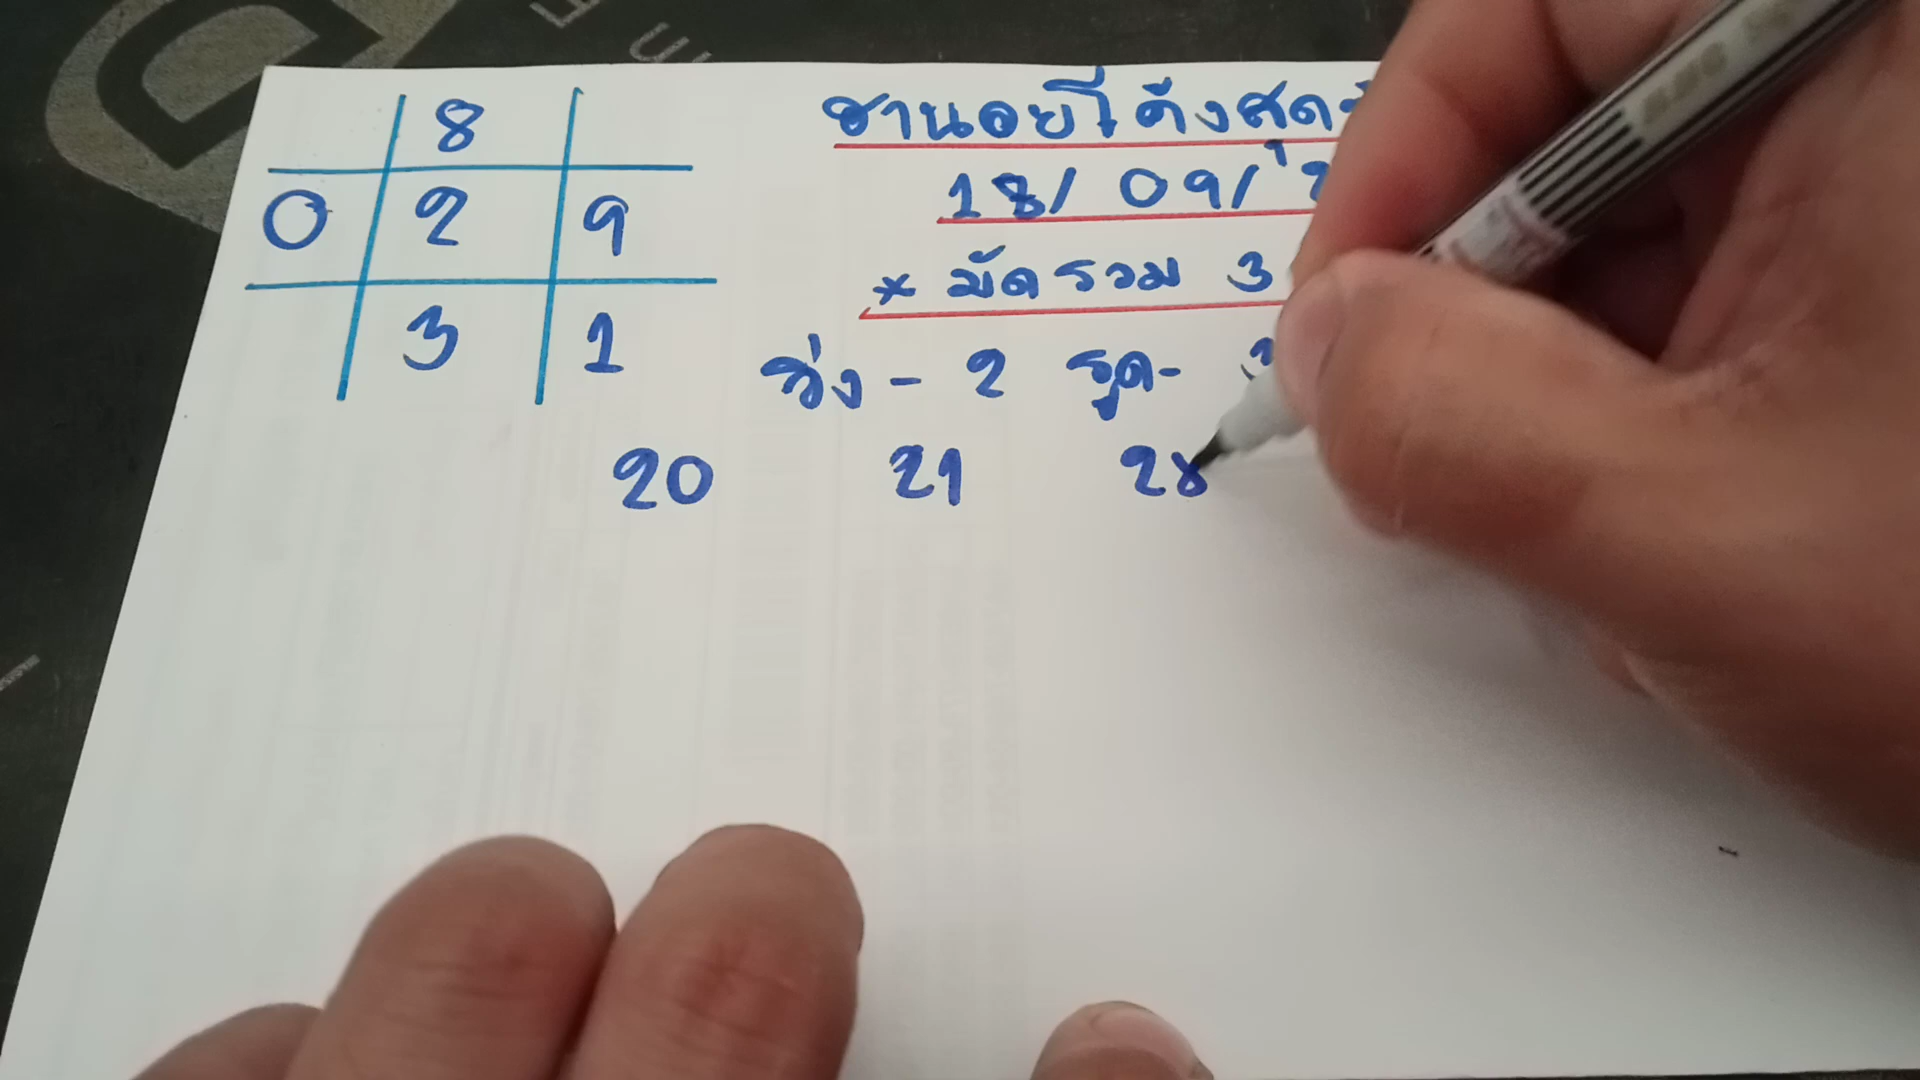 8
0 2 9
3 1
ฮานอยโค้งสุด
18/ 09/
* มัดรวม 3
วิ่ง - 2 รูด-
20 21 28